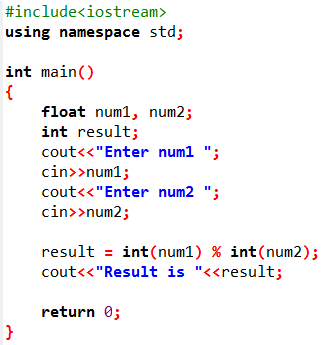 #include<iostream>
using namespace std;
int main()
{
float num1, num2;
int result;
cout<<"Enter num1 ";
cin>>num1;
cout<<"Enter num2 ";
cin>>num2;
result = int(num1) % int(num2);
cout<<"Result is "<<result;
return 0;
}